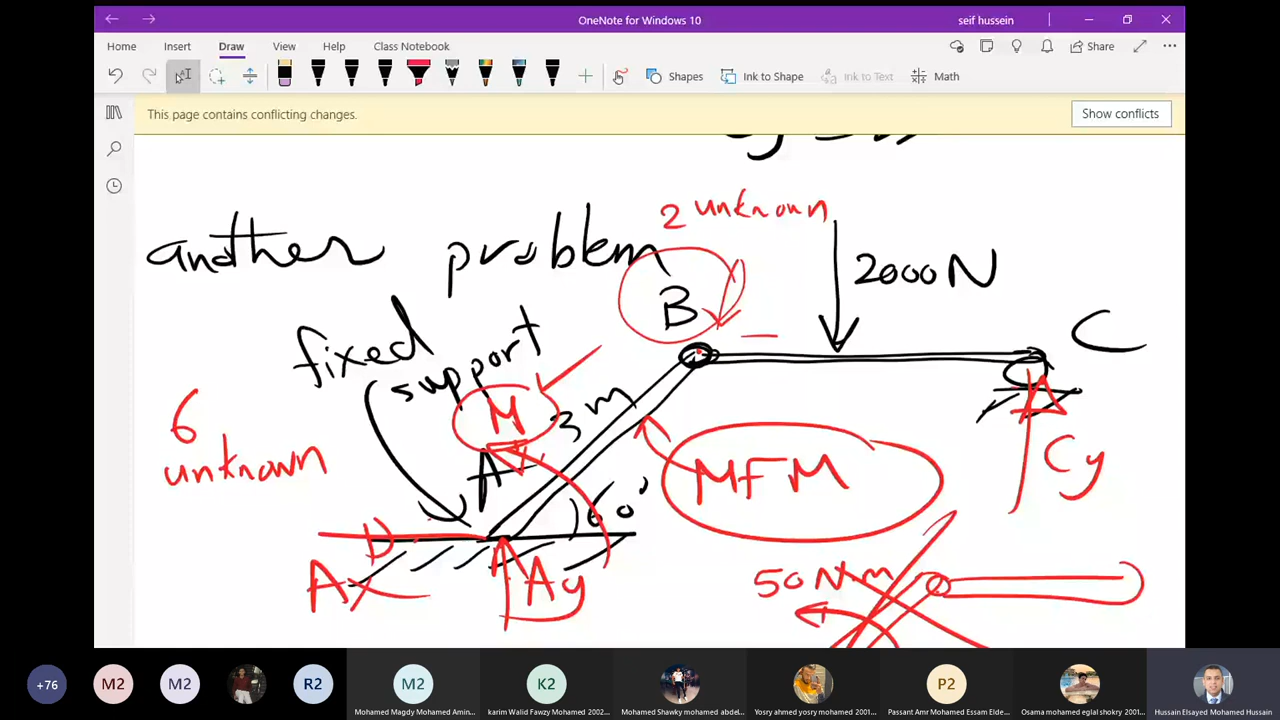 OneNote for Windows 10
seif hussein
Home Insert Draw View Help Class Notebook
Share
Shapes
Ink to Shape
Ink to Text
Math
This page contains conflicting changes.
Show conflicts
another problem
2 unknown
2000N
B
C
fixed support
M
3 m
A
60°
6 unknown
MFM
Cy
Ax
Ay
50 N m
+76
M2
M2
R2
M2
K2
P2
Mohamed Magdy Mohamed Amin...
karim Walid Fawzy Mohamed 2002...
Mohamed Shawky mohamed abdel...
Yosry ahmed yosry mohamed 2001...
Passant Amr Mohamed Essam Elde...
Osama mohamed eglal shokry 2001...
Hussain Elsayed Mohamed Hussain